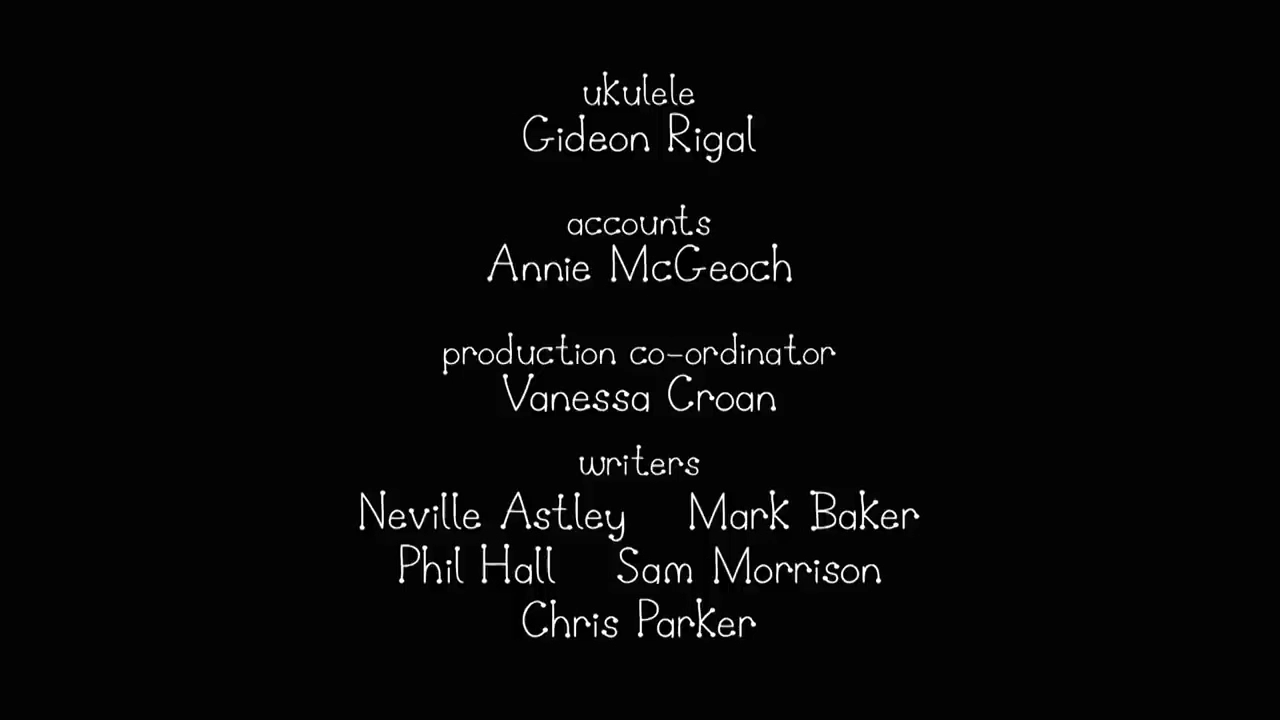 ukulele
Gideon Rigal
accounts
Annie McGeoch
production co-ordinator
Vanessa Croan
writers
Neville Astley Mark Baker
Phil Hall Sam Morrison
Chris Parker